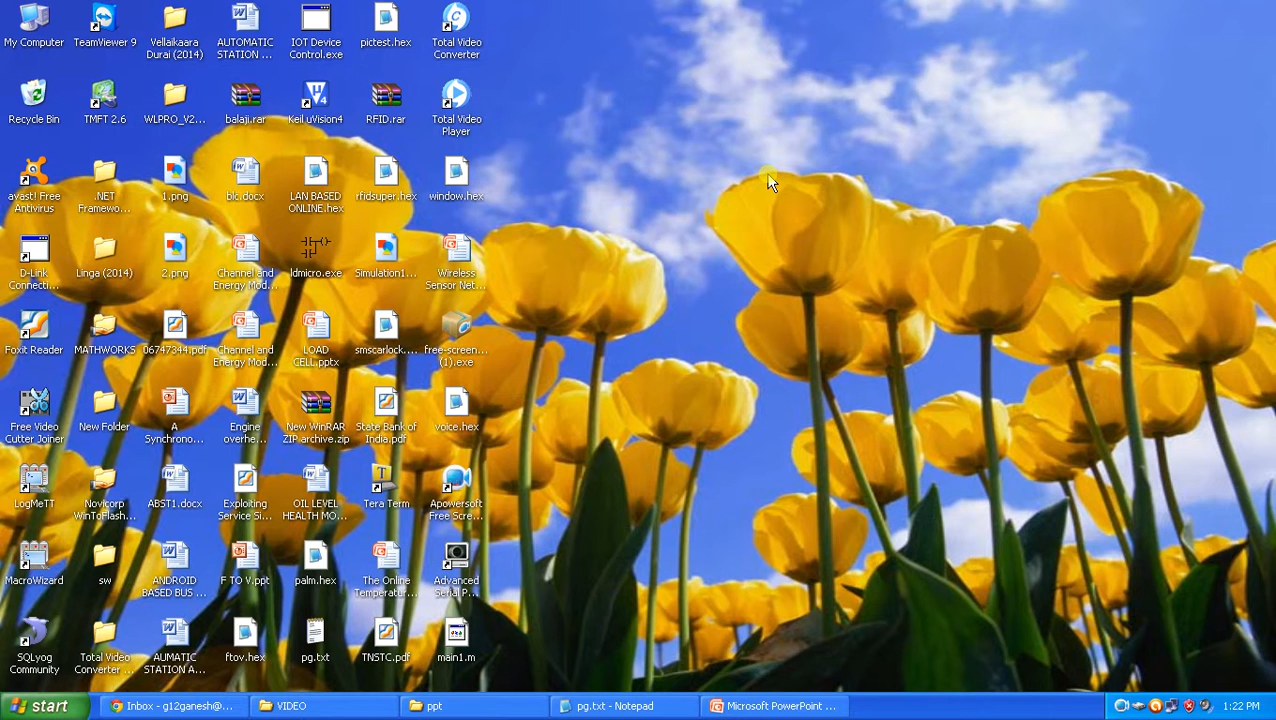 My Computer
TeamViewer 9
Vellaikaara
Durai (2014)
AUTOMATIC
STATION ...
IOT Device
Control.exe
pictest.hex
Total Video
Converter
Recycle Bin
TMFT 2.6
WLPRO_V2...
balaji.rar
Keil uVision4
RFID.rar
Total Video
Player
avast! Free
Antivirus
.NET
Framewo...
1.png
blc.docx
LAN BASED
ONLINE.hex
rfidsuper.hex
window.hex
D-Link
Connecti...
Linga (2014)
2.png
Channel and
Energy Mod...
ldmicro.exe
Simulation1...
Wireless
Sensor Net...
Foxit Reader
MATHWORKS
06747344.pdf
Channel and
Energy Mod...
LOAD
CELL.pptx
smscarlock....
free-screen...
(1).exe
Free Video
Cutter Joiner
New Folder
A
Synchrono...
Engine
overhe...
New WinRAR
ZIP archive.zip
State Bank of
India.pdf
voice.hex
LogMeTT
Novicorp
WinToFlash...
ABST1.docx
Exploiting
Service Si...
OIL LEVEL
HEALTH MO...
Tera Term
Apowersoft
Free Scre...
MacroWizard
sw
ANDROID
BASED BUS ...
F TO V.ppt
palm.hex
The Online
Temperatur...
Advanced
Serial P...
SQLyog
Community
Total Video
Converter ...
AUMATIC
STATION A...
ftov.hex
pg.txt
TNSTC.pdf
main1.m
start
Inbox - g12ganesh@...
VIDEO
ppt
pg.txt - Notepad
Microsoft PowerPoint ...
1:22 PM